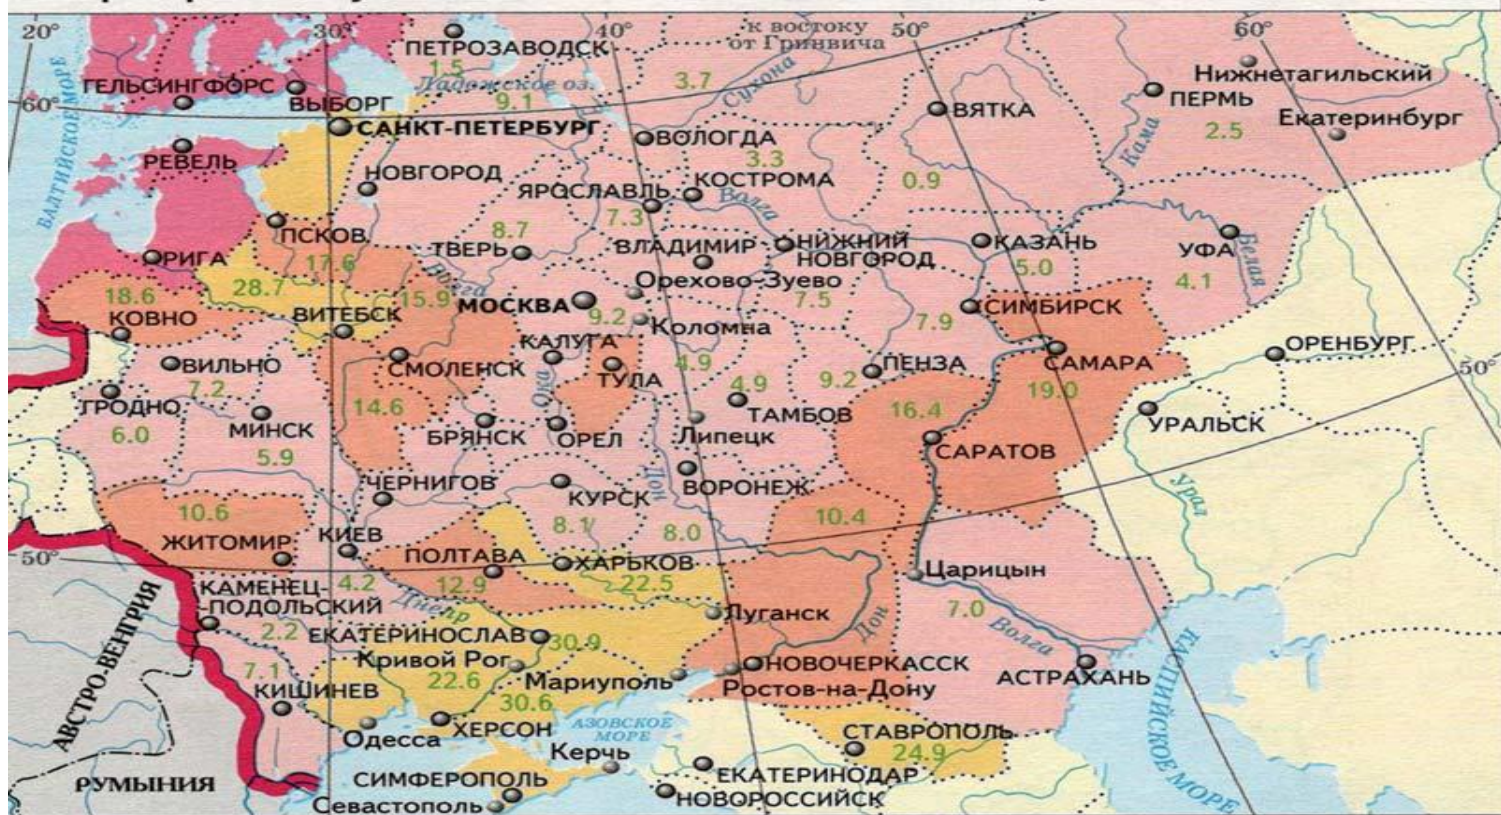 20°
30°
40°
к востоку
от Гринвича
50°
60°
ПЕТРОЗАВОДСК
1.5
Ладожское оз.
9.1
3.7
Сухона
Нижнетагильский
ПЕРМЬ
2.5
Екатеринбург
Кама
ВЯТКА
БАЛТИЙСКОЕ МОРЕ
ГЕЛЬСИНГФОРС
ВЫБОРГ
60°
САНКТ-ПЕТЕРБУРГ
ВОЛОГДА
3.3
РЕВЕЛЬ
НОВГОРОД
ЯРОСЛАВЛЬ
КОСТРОМА
0.9
7.3
Волга
ПСКОВ
8.7
ТВЕРЬ
ВЛАДИМИР
НИЖНИЙ
НОВГОРОД
КАЗАНЬ
5.0
УФА
Белая
4.1
РИГА
17.6
28.7
Волга
Орехово-Зуево
18.6
КОВНО
ВИТЕБСК
15.9
МОСКВА
9.2
Коломна
7.5
7.9
СИМБИРСК
ВИЛЬНО
7.2
СМОЛЕНСК
КАЛУГА
ТУЛА
4.9
4.9
9.2
ПЕНЗА
САМАРА
19.0
ОРЕНБУРГ
50°
ГРОДНО
6.0
МИНСК
5.9
14.6
Ока
БРЯНСК
ОРЕЛ
Липецк
ТАМБОВ
16.4
САРАТОВ
УРАЛЬСК
Урал
ЧЕРНИГОВ
КУРСК
Дон
ВОРОНЕЖ
10.6
8.1
8.0
10.4
ЖИТОМИР
КИЕВ
50°
ПОЛТАВА
12.9
ХАРЬКОВ
22.5
Царицын
7.0
КАМЕНЕЦ-
-ПОДОЛЬСКИЙ
4.2
Днепр
Луганск
Дон
Волга
АВСТРО-ВЕНГРИЯ
2.2
ЕКАТЕРИНОСЛАВ
30.9
7.1
Кривой Рог
НОВОЧЕРКАССК
АСТРАХАНЬ
КИШИНЕВ
22.6
Мариуполь
Ростов-на-Дону
30.6
Одесса
ХЕРСОН
АЗОВСКОЕ
МОРЕ
СТАВРОПОЛЬ
24.9
КАСПИЙСКОЕ МОРЕ
РУМЫНИЯ
Керчь
СИМФЕРОПОЛЬ
ЕКАТЕРИНОДАР
Севастополь
НОВОРОССИЙСК